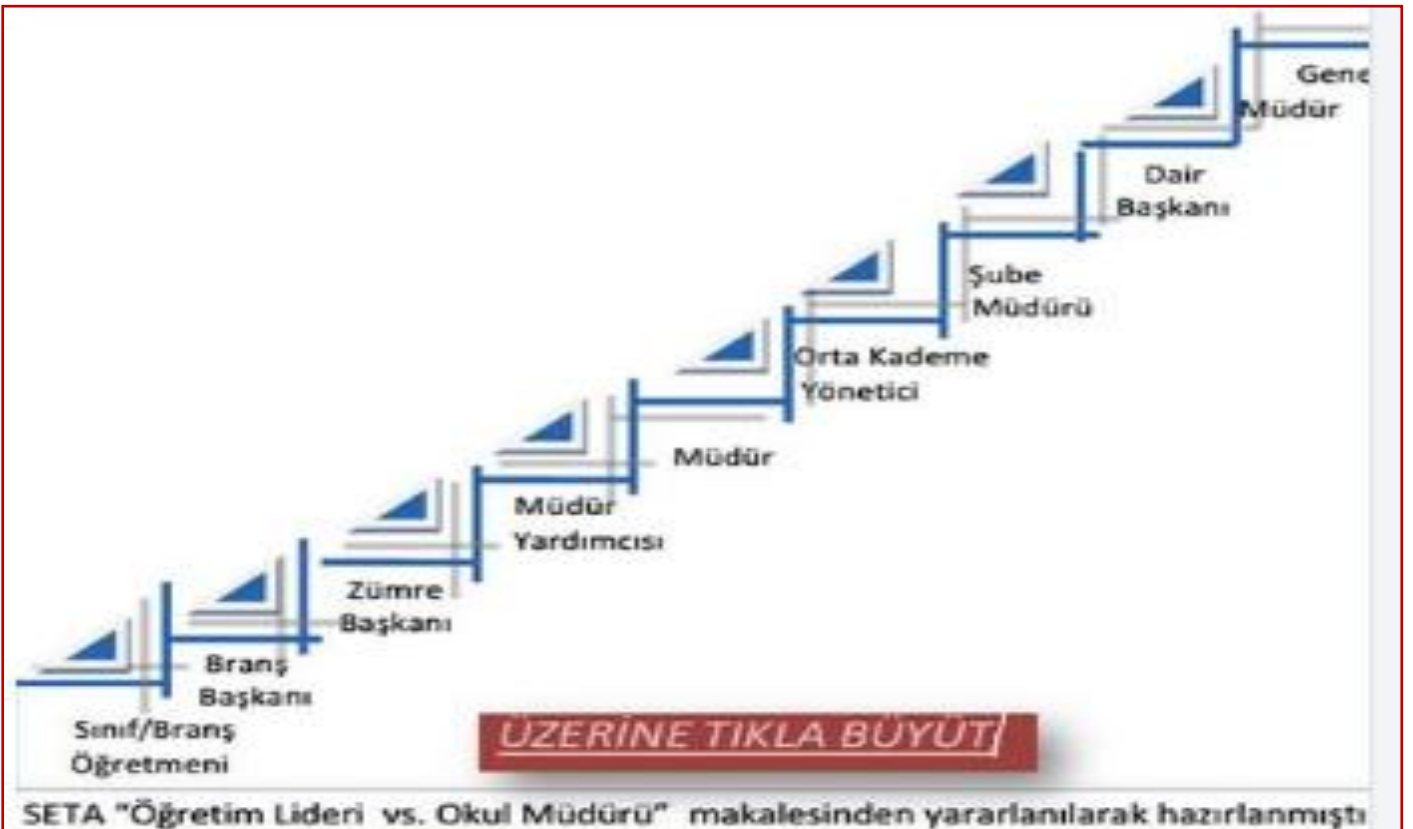 Gene
Müdür
Dair
Başkanı
Şube
Müdürü
Orta Kademe
Yönetici
Müdür
Müdür
Yardımcısı
Zümre
Başkanı
Branş
Başkanı
Sınıf/Branş
Öğretmeni
ÜZERİNE TIKLA BÜYÜT
SETA "Öğretim Lideri vs. Okul Müdürü" makalesinden yararlanılarak hazırlanmıştı